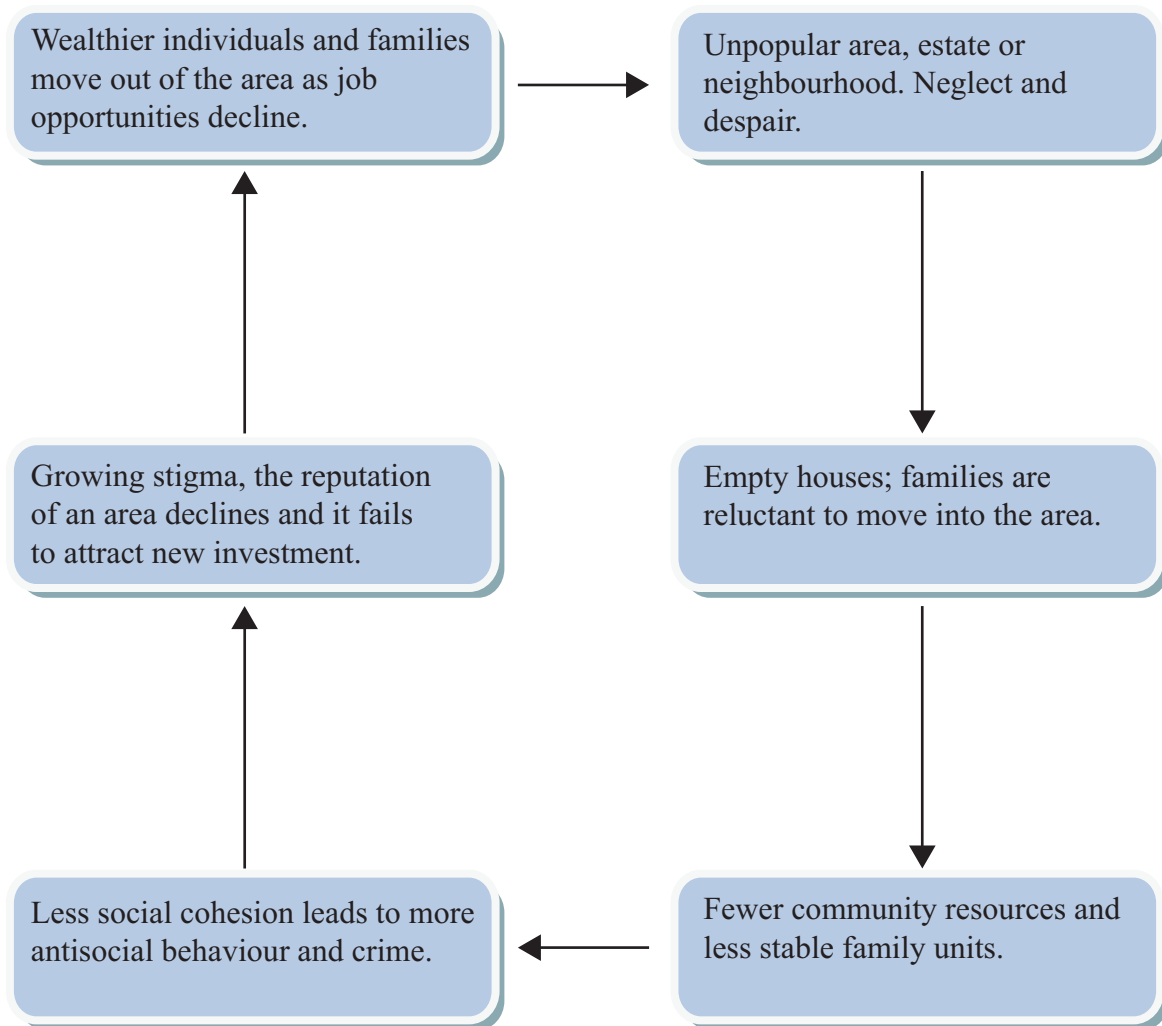 Wealthier individuals and families
move out of the area as job
opportunities decline.
Unpopular area, estate or
neighbourhood. Neglect and
despair.
Empty houses; families are
reluctant to move into the area.
Fewer community resources and
less stable family units.
Less social cohesion leads to more
antisocial behaviour and crime.
Growing stigma, the reputation
of an area declines and it fails
to attract new investment.